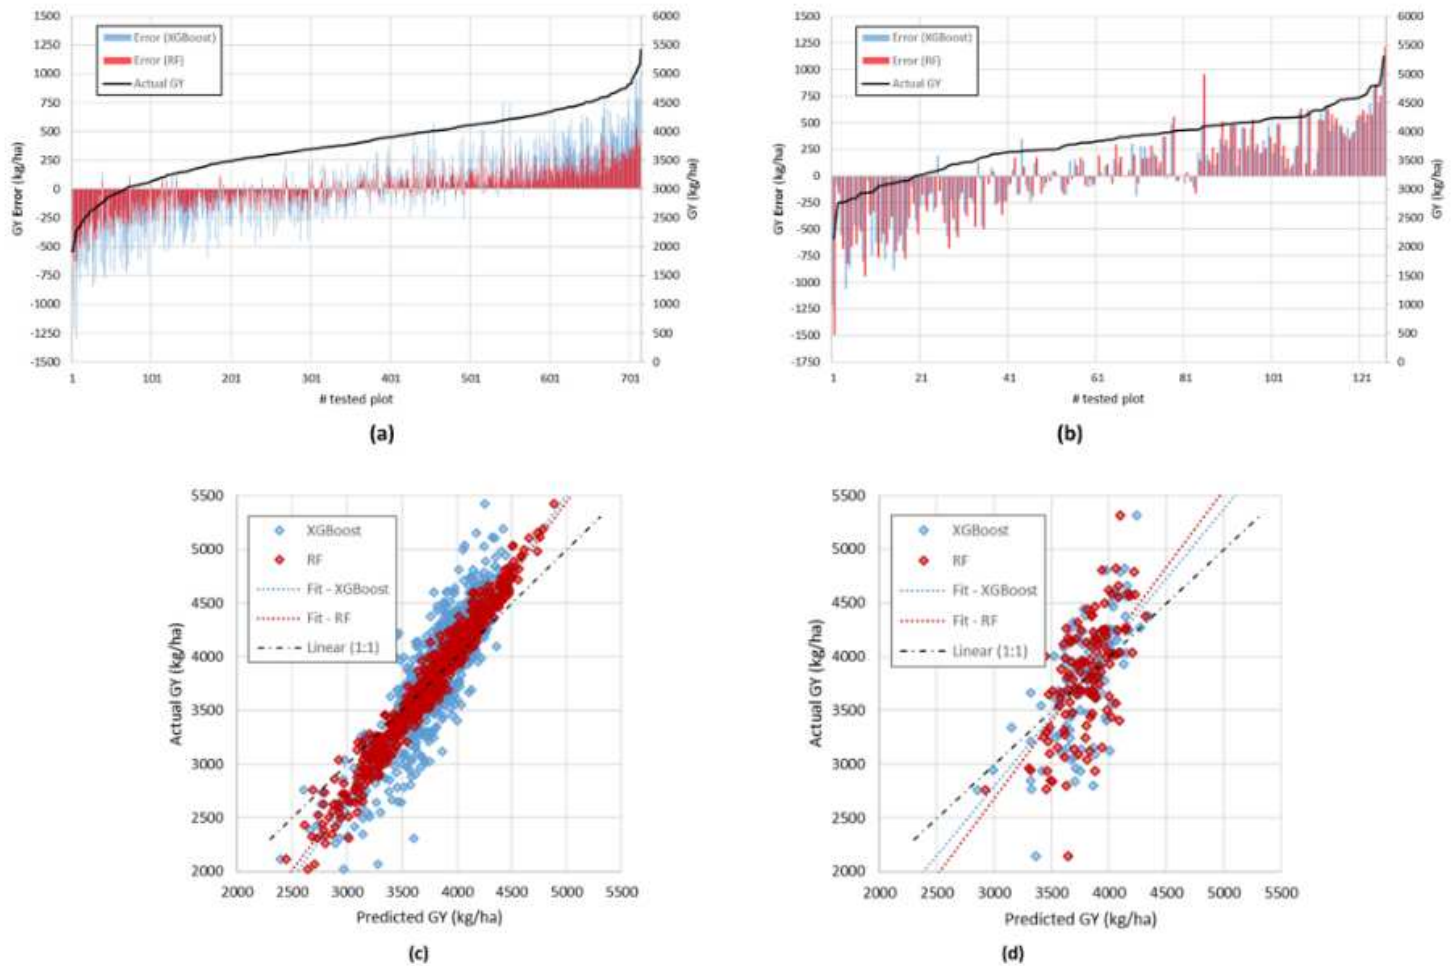 1500
1250
1000
750
500
250
0
-250
-500
-750
-1000
-1250
-1500
GY Error (kg/ha)
Error (XGBoost)
Error (RF)
Actual GY
6000
5500
5000
4500
4000
3500
3000
2500
2000
1500
1000
500
0
GY (kg/ha)
1 101 201 301 401 501 601 701
# tested plot
(a)
1500
1250
1000
750
500
250
0
-250
-500
-750
-1000
-1250
-1500
-1750
GY Error (kg/ha)
Error (XGBoost)
Error (RF)
Actual GY
6000
5500
5000
4500
4000
3500
3000
2500
2000
1500
1000
500
0
GY (kg/ha)
1 21 41 61 81 101 121
# tested plot
(b)
5500
5000
4500
4000
3500
3000
2500
2000
Actual GY (kg/ha)
XGBoost
RF
Fit - XGBoost
Fit - RF
Linear (1:1)
2000 2500 3000 3500 4000 4500 5000 5500
Predicted GY (kg/ha)
(c)
5500
5000
4500
4000
3500
3000
2500
2000
Actual GY (kg/ha)
XGBoost
RF
Fit - XGBoost
Fit - RF
Linear (1:1)
2000 2500 3000 3500 4000 4500 5000 5500
Predicted GY (kg/ha)
(d)